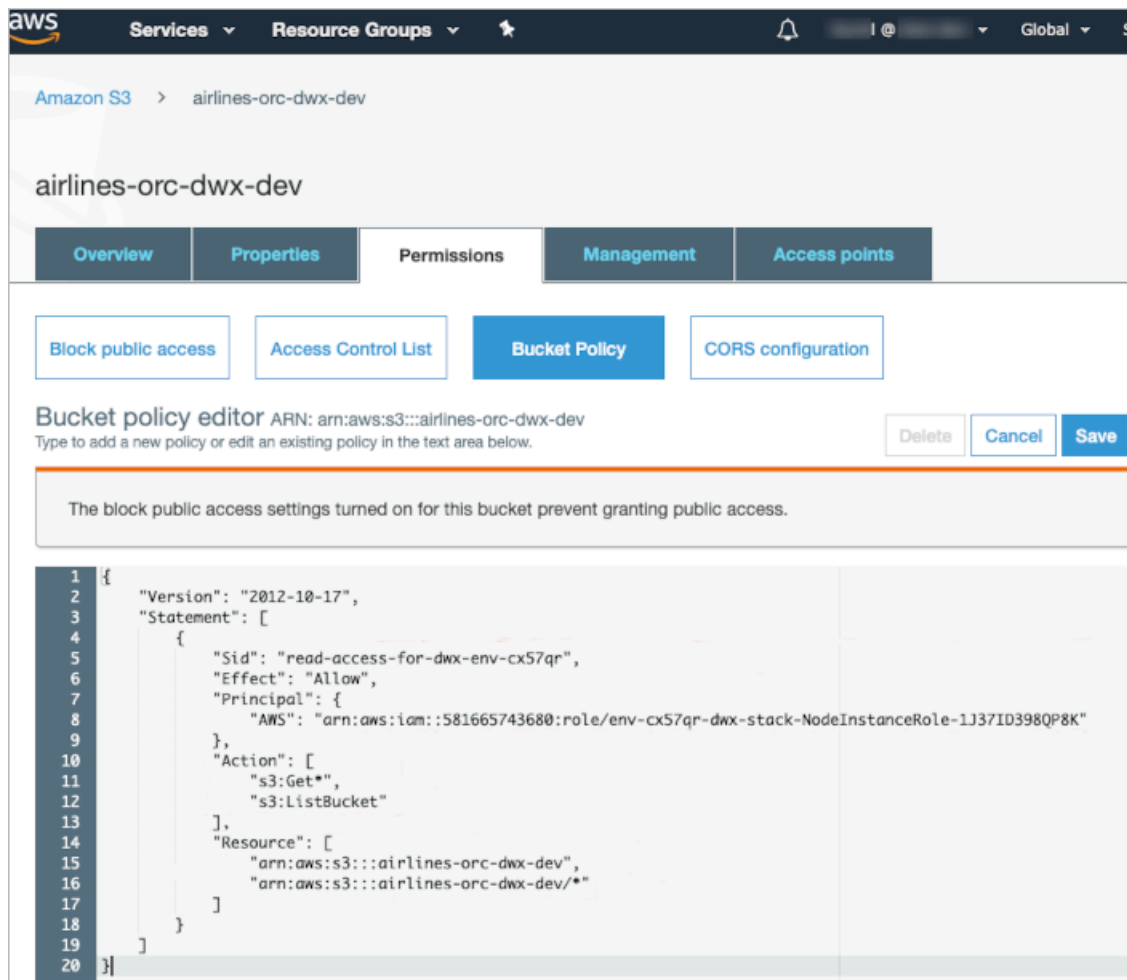 aws Services Resource Groups l @ Global
Amazon S3 > airlines-orc-dwx-dev
airlines-orc-dwx-dev
Overview Properties Permissions Management Access points
Block public access Access Control List Bucket Policy CORS configuration
Bucket policy editor ARN: arn:aws:s3:::airlines-orc-dwx-dev
Type to add a new policy or edit an existing policy in the text area below.
Delete Cancel Save
The block public access settings turned on for this bucket prevent granting public access.
1 {
2 "Version": "2012-10-17",
3 "Statement": [
4 {
5 "Sid": "read-access-for-dwx-env-cx57qr",
6 "Effect": "Allow",
7 "Principal": {
8 "AWS": "arn:aws:iam::581665743680:role/env-cx57qr-dwx-stack-NodeInstanceRole-1J37ID398QP8K"
9 },
10 "Action": [
11 "s3:Get*",
12 "s3:ListBucket"
13 ],
14 "Resource": [
15 "arn:aws:s3:::airlines-orc-dwx-dev",
16 "arn:aws:s3:::airlines-orc-dwx-dev/*"
17 ]
18 }
19 ]
20 }